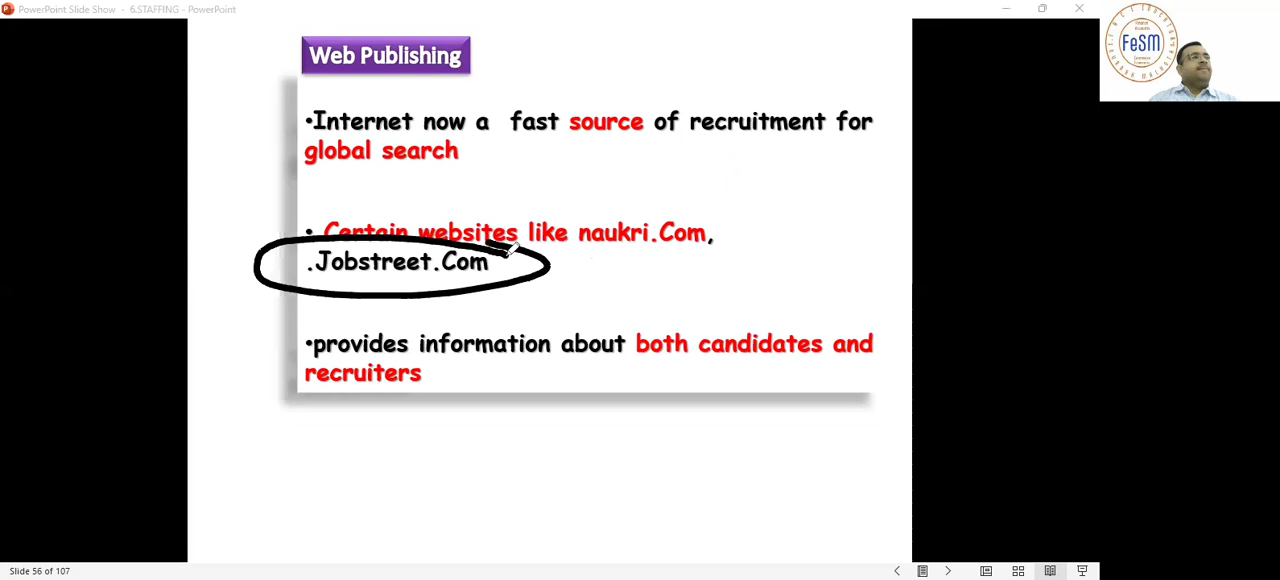 PowerPoint Slide Show - 6.STAFFING - PowerPoint
Web Publishing
•Internet now a fast source of recruitment for
global search
• Certain websites like naukri.Com,
.Jobstreet.Com
•provides information about both candidates and
recruiters
FeSM
Slide 56 of 107